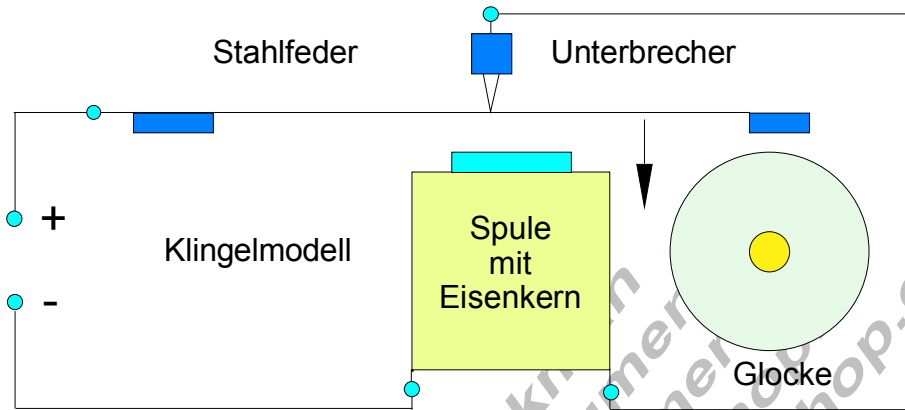 Stahlfeder
Unterbrecher
+
Klingelmodell
-
Spule
mit
Eisenkern
Glocke